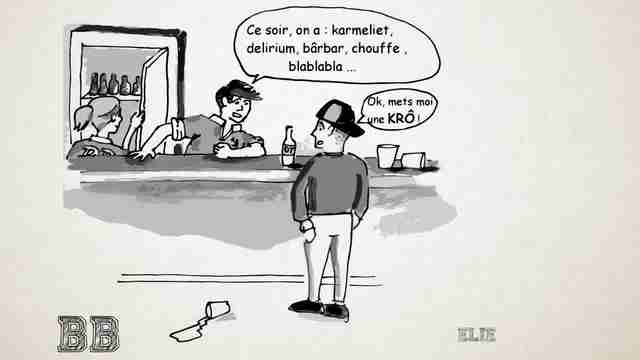 Ce soir, on a : karmeliet,
delirium, bârbar, chouffe ,
blablabla ...
Ok, mets moi
une KRÔ !
BB
ELIE